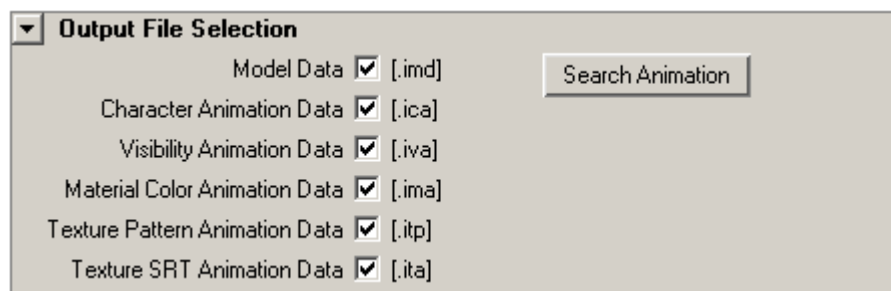 Output File Selection
Model Data [.imd] Search Animation
Character Animation Data [.ica]
Visibility Animation Data [.iva]
Material Color Animation Data [.ima]
Texture Pattern Animation Data [.itp]
Texture SRT Animation Data [.ita]